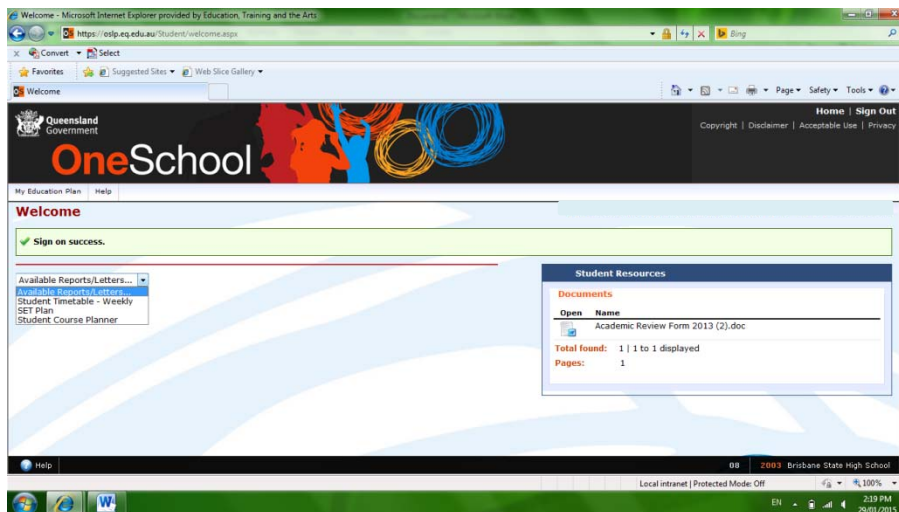 Welcome - Microsoft Internet Explorer provided by Education, Training and the Arts
https://oslp.eq.edu.au/Student/welcome.aspx
Bing
x Convert Select
Favorites Suggested Sites Web Slice Gallery
Welcome
Page Safety Tools
Home | Sign Out
Queensland
Government
Copyright | Disclaimer | Acceptable Use | Privacy
OneSchool
My Education Plan Help
Welcome
Sign on success.
Available Reports/Letters...
Available Reports/Letters...
Student Timetable - Weekly
SET Plan
Student Course Planner
Student Resources
Documents
Open Name
Academic Review Form 2013 (2).doc
Total found: 1 | 1 to 1 displayed
Pages: 1
Help
08 2003 Brisbane State High School
Local intranet | Protected Mode: Off
100%
EN
2:19 PM
29/01/2015